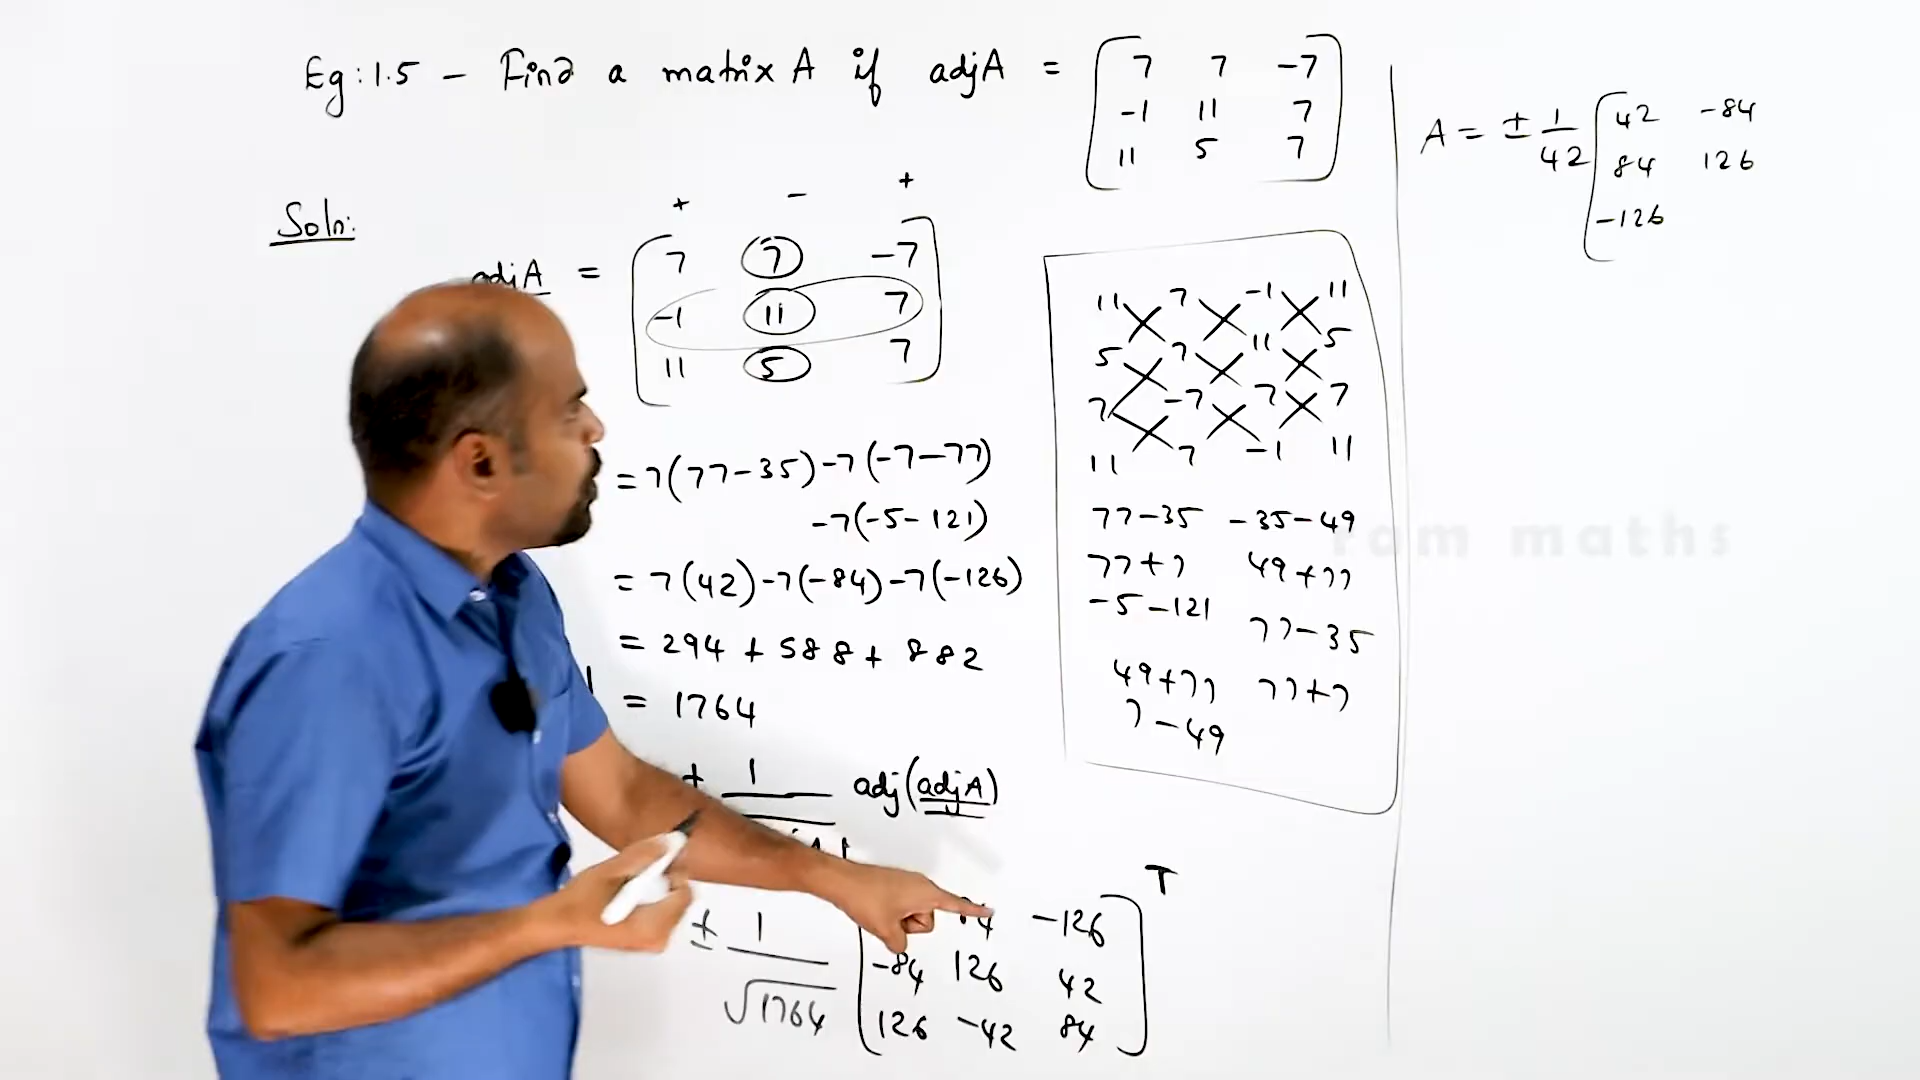 Eg:1.5 - Find a matrix A if adjA = [7 7 -7
-1 11 7
11 5 7]
Soln:
+ - +
adjA = [7 7 -7
-1 11 7
11 5 7]
= 7(77-35)-7(-7-77)
-7(-5-121)
= 7(42)-7(-84)-7(-126)
= 294 + 588 + 882
= 1764
± 1 adj(adjA)
± 1
√1764
-126
-84 126 42
126 -42 84
T
11 7 -1 11
5 7 11 5
7 -7 7 7
11 7 -1 11
77-35 -35-49
77+7 49+77
-5-121 77-35
49+77 77+7
7-49
A = ± 1/42 [42 -84
84 126
-126
ram maths